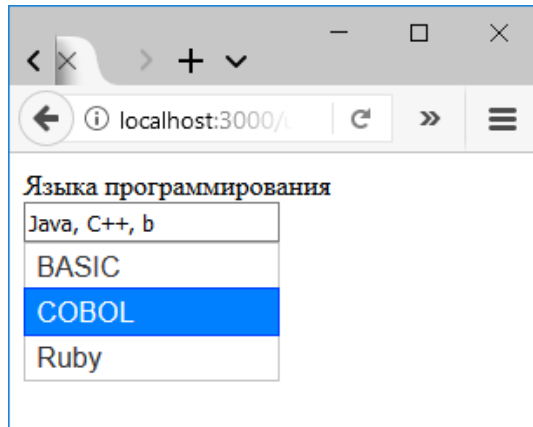 localhost:3000/
Языка программирования
Java, C++, b
BASIC
COBOL
Ruby